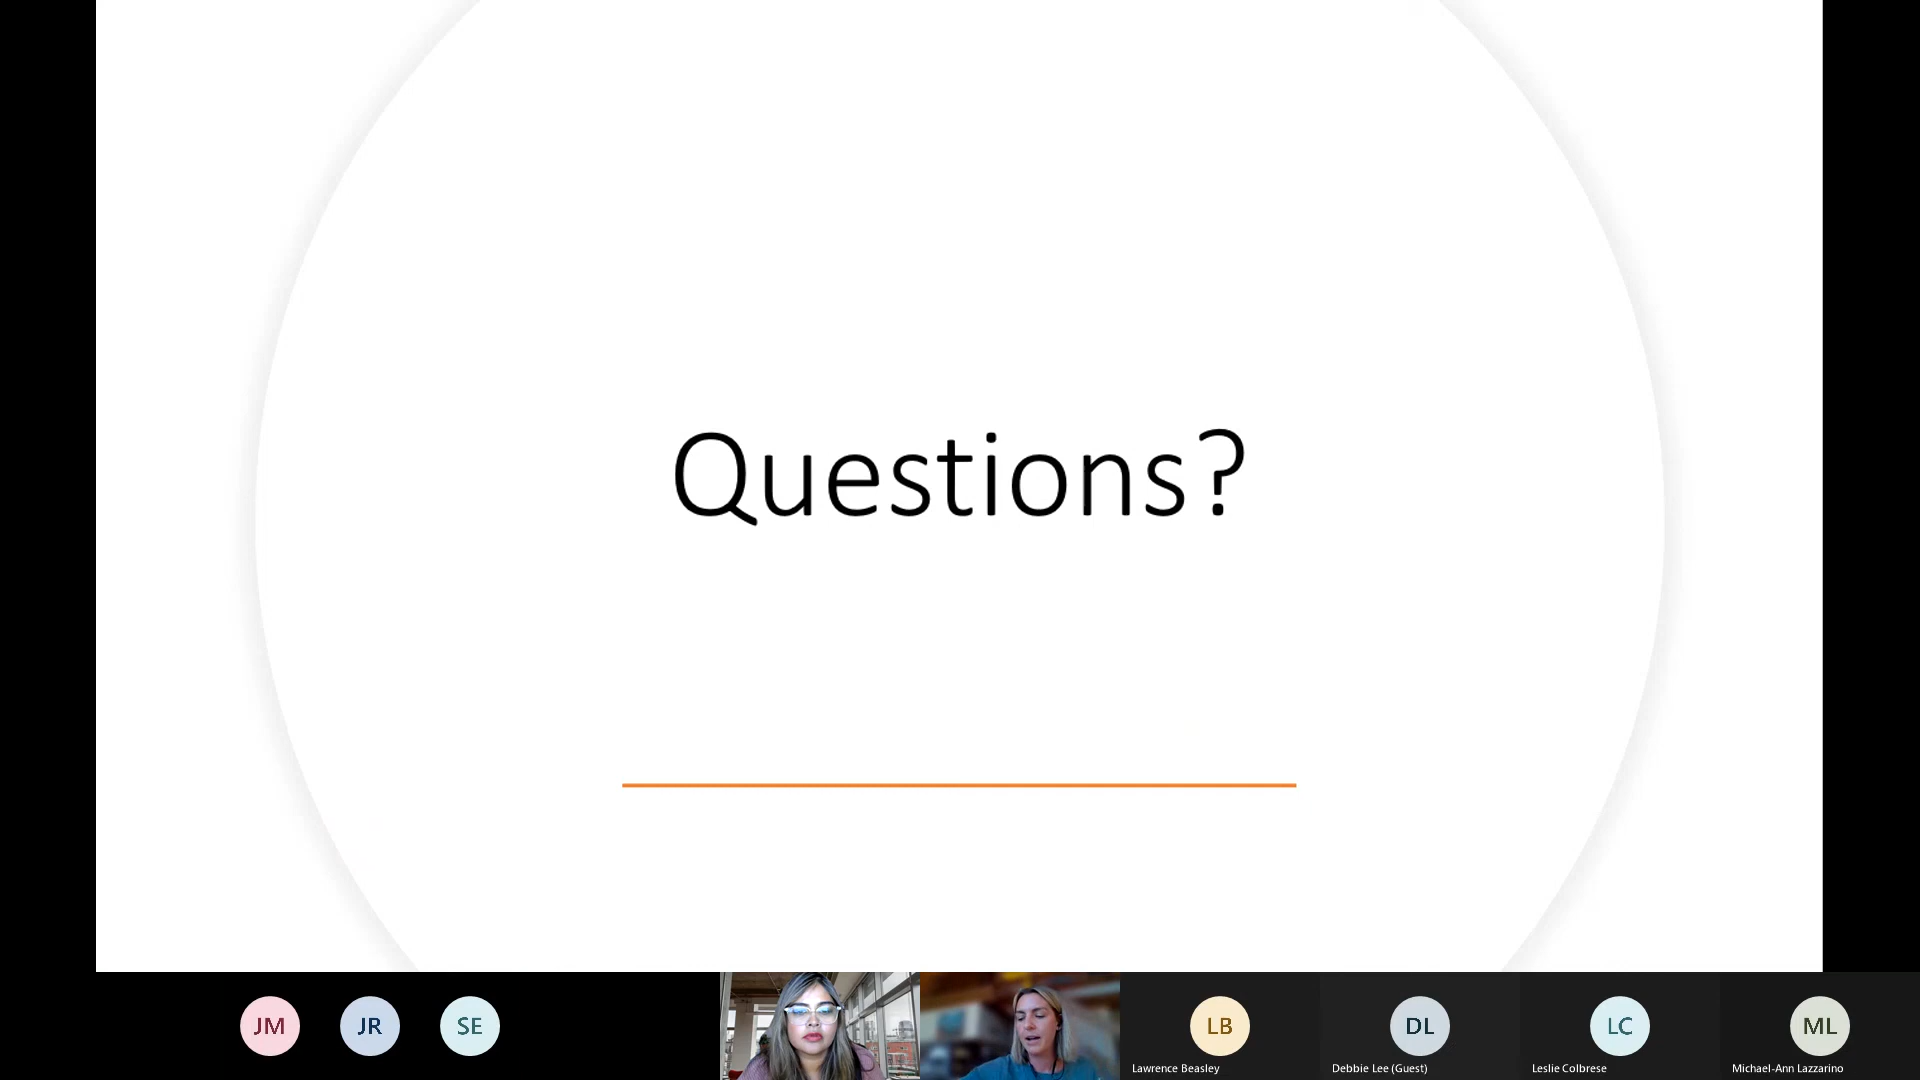 Questions?
JM
JR
SE
LB
DL
LC
ML
Lawrence Beasley
Debbie Lee (Guest)
Leslie Colbrese
Michael-Ann Lazzarino